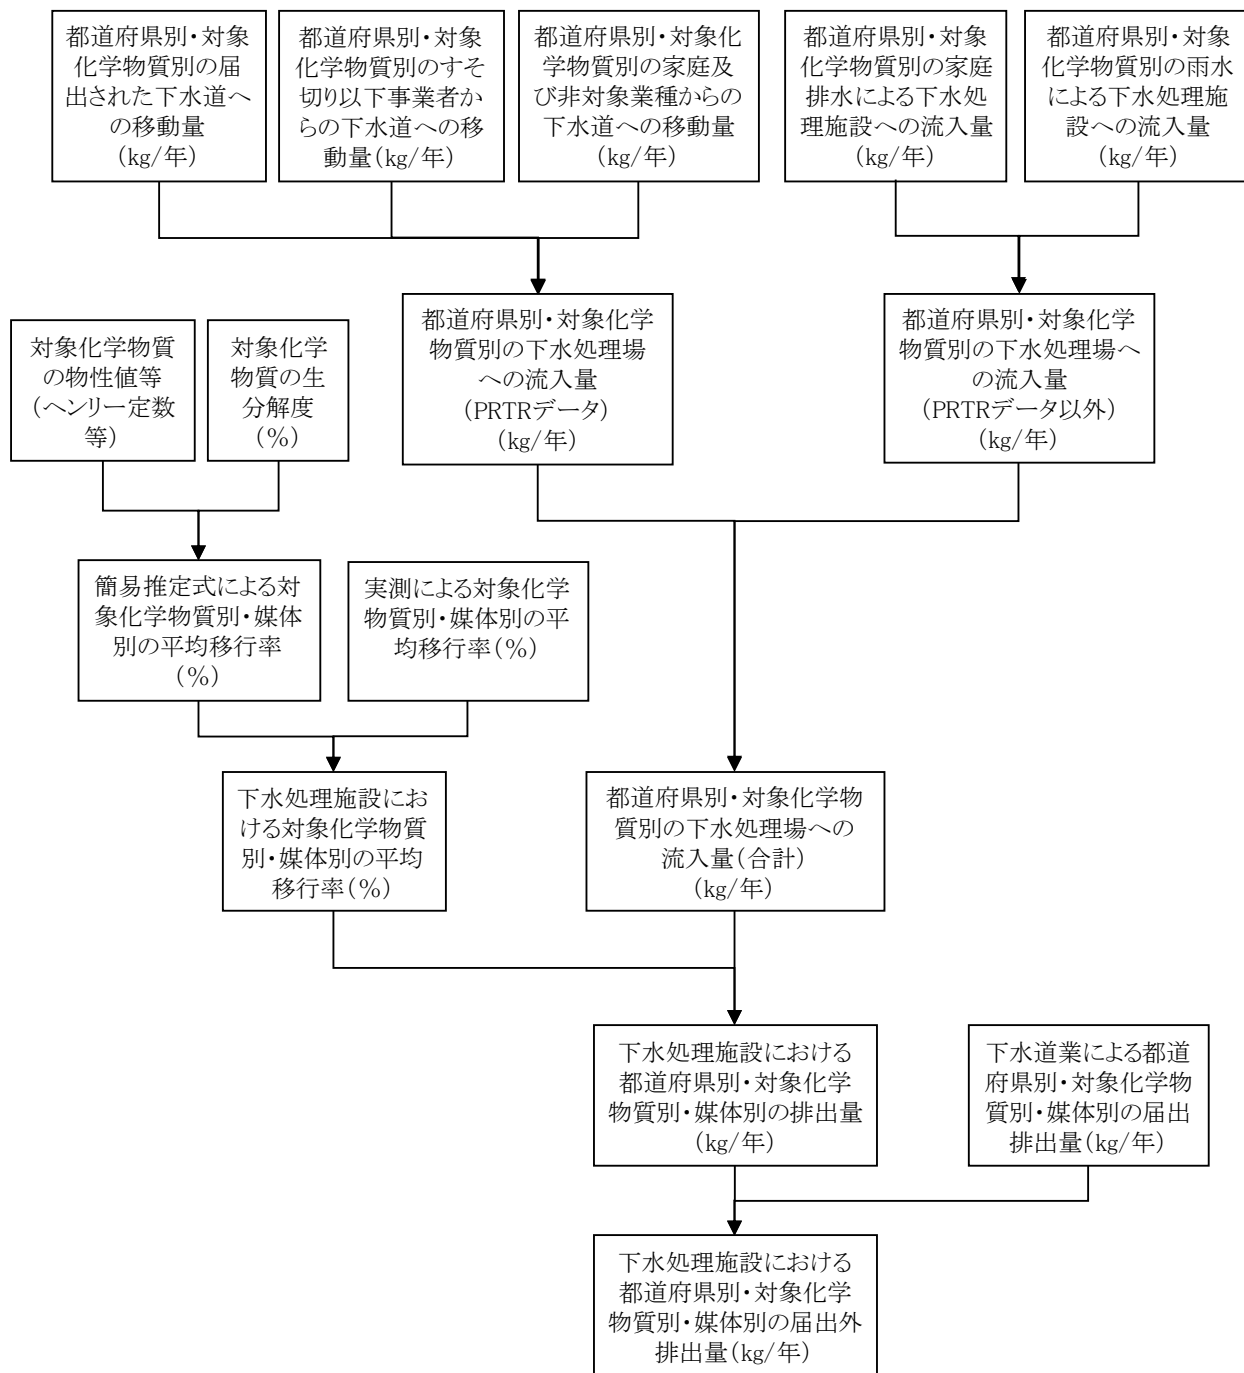 都道府県別・対象
化学物質別の届
出された下水道へ
の移動量
(kg/年)
都道府県別・対象
化学物質別のすそ
切り以下事業者か
らの下水道への移
動量(kg/年)
都道府県別・対象化
学物質別の家庭及
び非対象業種からの
下水道への移動量
(kg/年)
都道府県別・対象
化学物質別の家庭
排水による下水処
理施設への流入量
(kg/年)
都道府県別・対象
化学物質別の雨水
による下水処理施
設への流入量
(kg/年)
対象化学物質
の物性値等
(ヘンリー定数
等)
対象化学
物質の生
分解度
(%)
都道府県別・対象化学
物質別の下水処理場
への流入量
(PRTRデータ)
(kg/年)
都道府県別・対象化学
物質別の下水処理場へ
の流入量
(PRTRデータ以外)
(kg/年)
簡易推定式による対
象化学物質別・媒体
別の平均移行率
(%)
実測による対象化学
物質別・媒体別の平
均移行率(%)
下水処理施設にお
ける対象化学物質
別・媒体別の平均
移行率(%)
都道府県別・対象化学物
質別の下水処理場への
流入量(合計)
(kg/年)
下水処理施設における
都道府県別・対象化学
物質別・媒体別の排出量
(kg/年)
下水道業による都道
府県別・対象化学物
質別・媒体別の届出
排出量(kg/年)
下水処理施設における
都道府県別・対象化学
物質別・媒体別の届出外
排出量(kg/年)